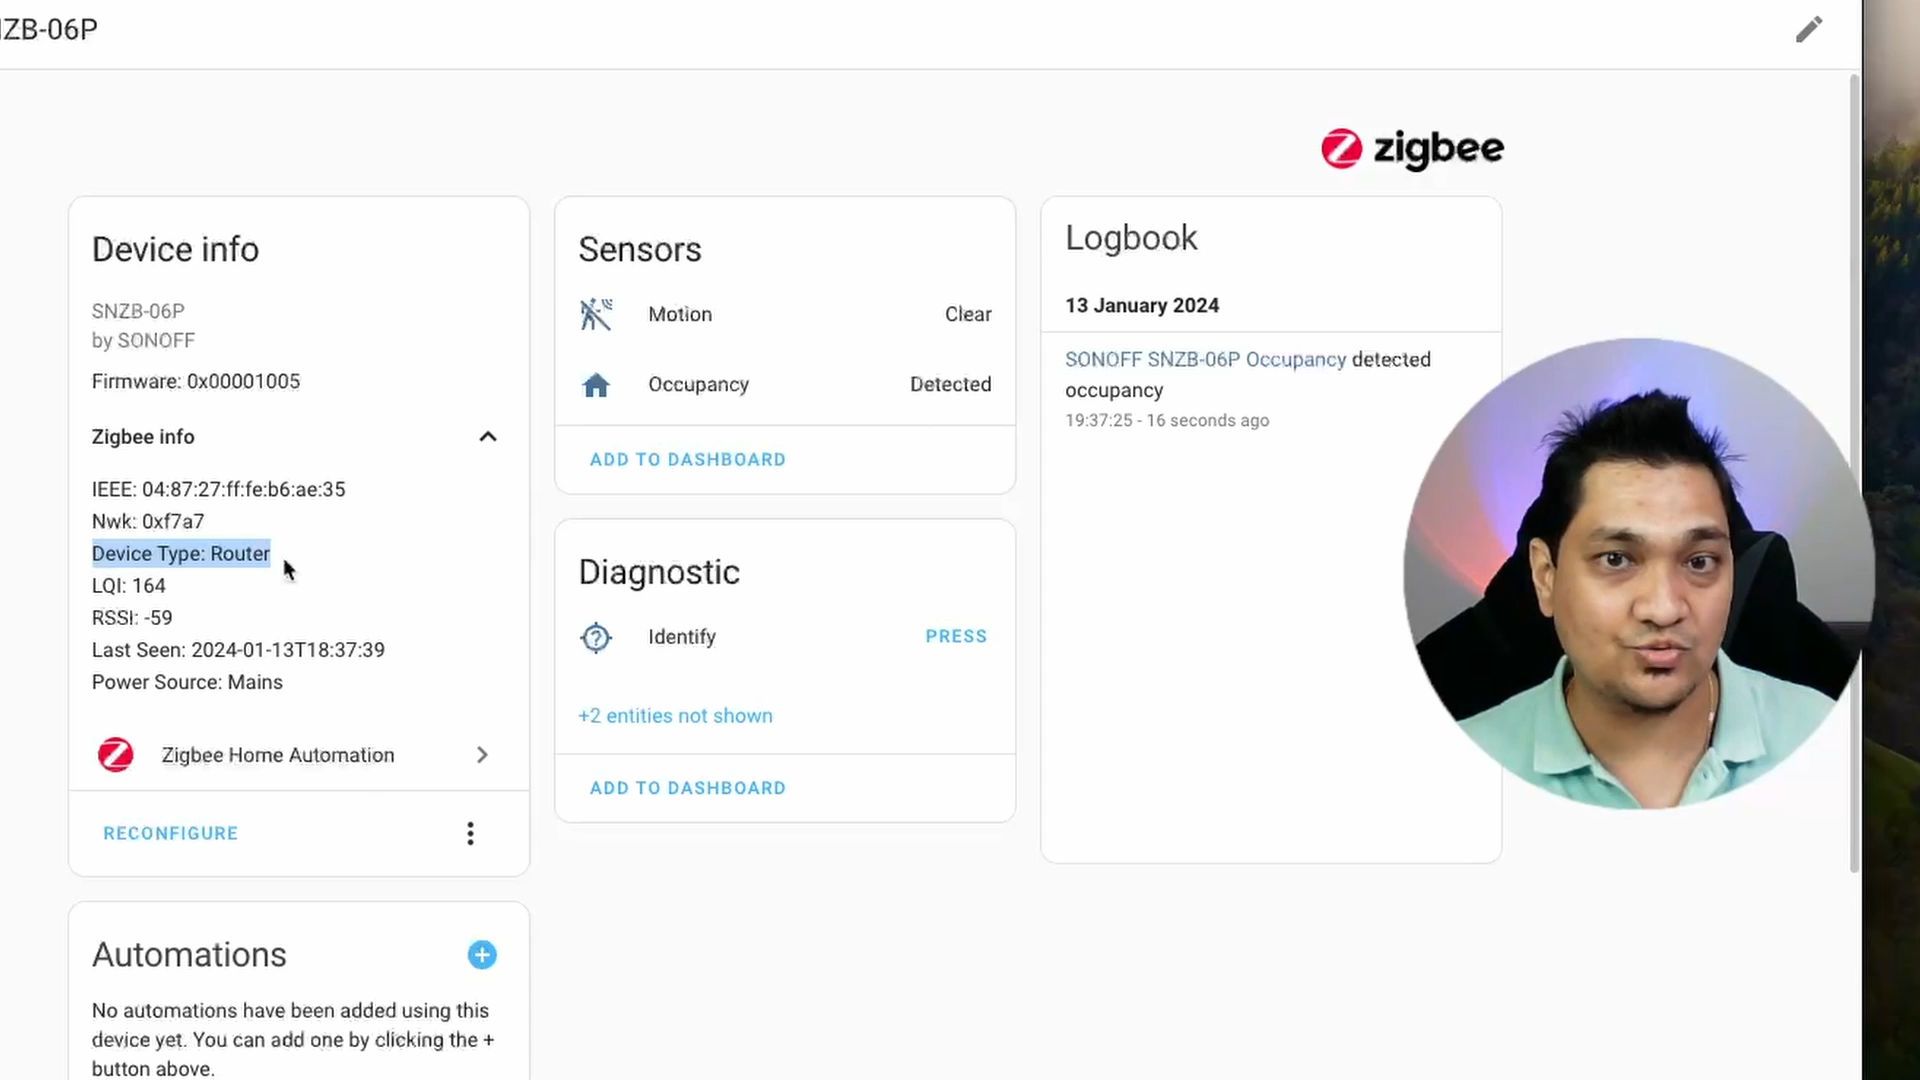 ZB-06P
zigbee
Device info
SNZB-06P
by SONOFF
Firmware: 0x00001005
Zigbee info
IEEE: 04:87:27:ff:fe:b6:ae:35
Nwk: 0xf7a7
Device Type: Router
LQI: 164
RSSI: -59
Last Seen: 2024-01-13T18:37:39
Power Source: Mains
Zigbee Home Automation
RECONFIGURE
Automations
No automations have been added using this
device yet. You can add one by clicking the +
button above.
Sensors
Motion Clear
Occupancy Detected
ADD TO DASHBOARD
Diagnostic
Identify PRESS
+2 entities not shown
ADD TO DASHBOARD
Logbook
13 January 2024
SONOFF SNZB-06P Occupancy detected
occupancy
19:37:25 - 16 seconds ago